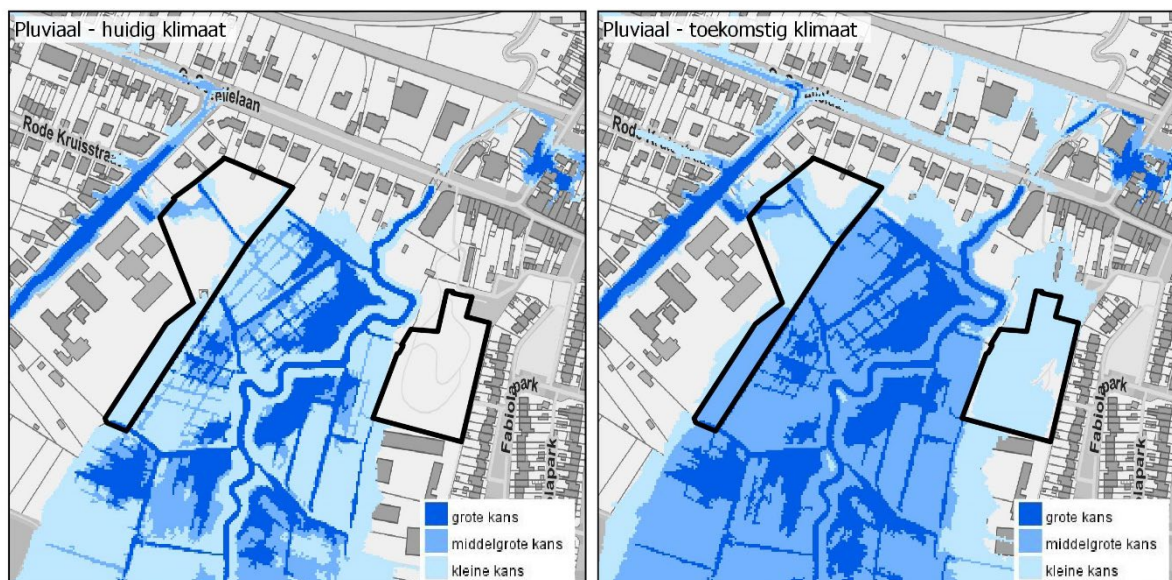 Pluviaal - huidig klimaat
Rode Kruisstraat
Fabiolapark
grote kans
middelgrote kans
kleine kans
Pluviaal - toekomstig klimaat
Fabiolapark
grote kans
middelgrote kans
kleine kans